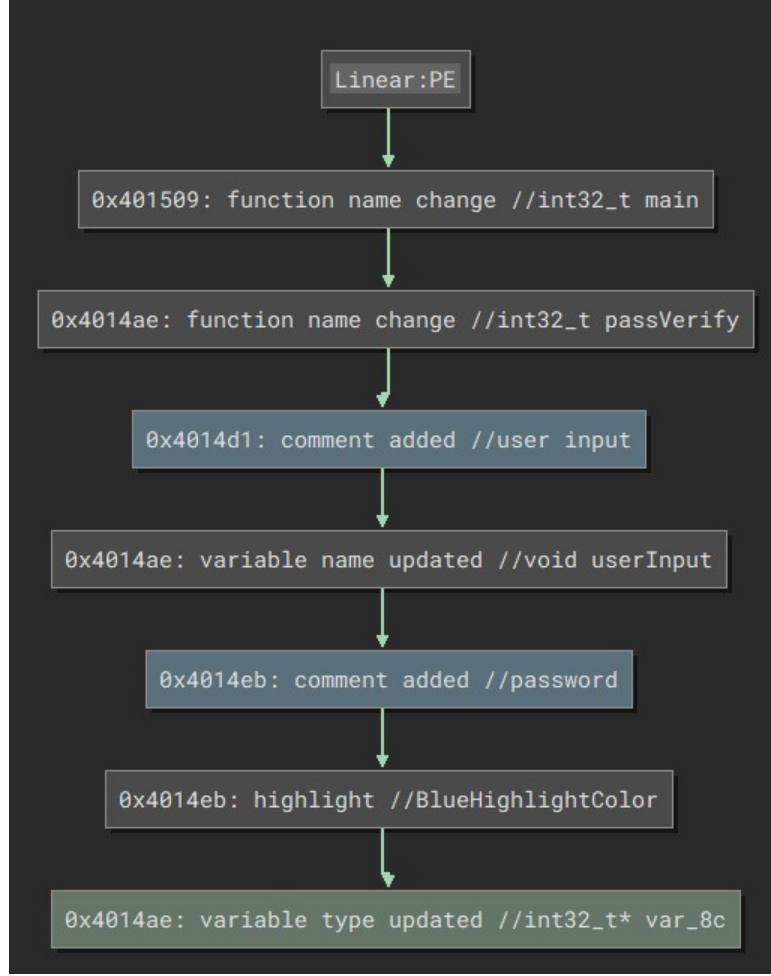 Linear:PE
0x401509: function name change //int32_t main
0x4014ae: function name change //int32_t passVerify
0x4014d1: comment added //user input
0x4014ae: variable name updated //void userInput
0x4014eb: comment added //password
0x4014eb: highlight //BlueHighlightColor
0x4014ae: variable type updated //int32_t* var_8c